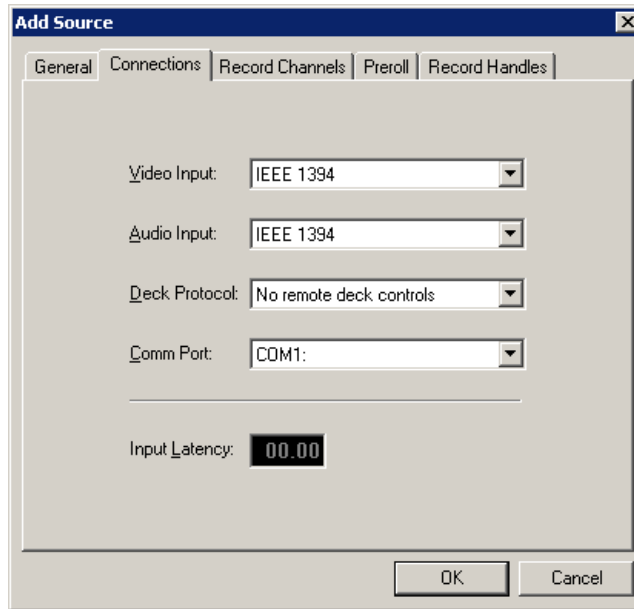 Add Source
General Connections Record Channels Preroll Record Handles
Video Input: IEEE 1394
Audio Input: IEEE 1394
Deck Protocol: No remote deck controls
Comm Port: COM1:
Input Latency: 00.00
OK Cancel